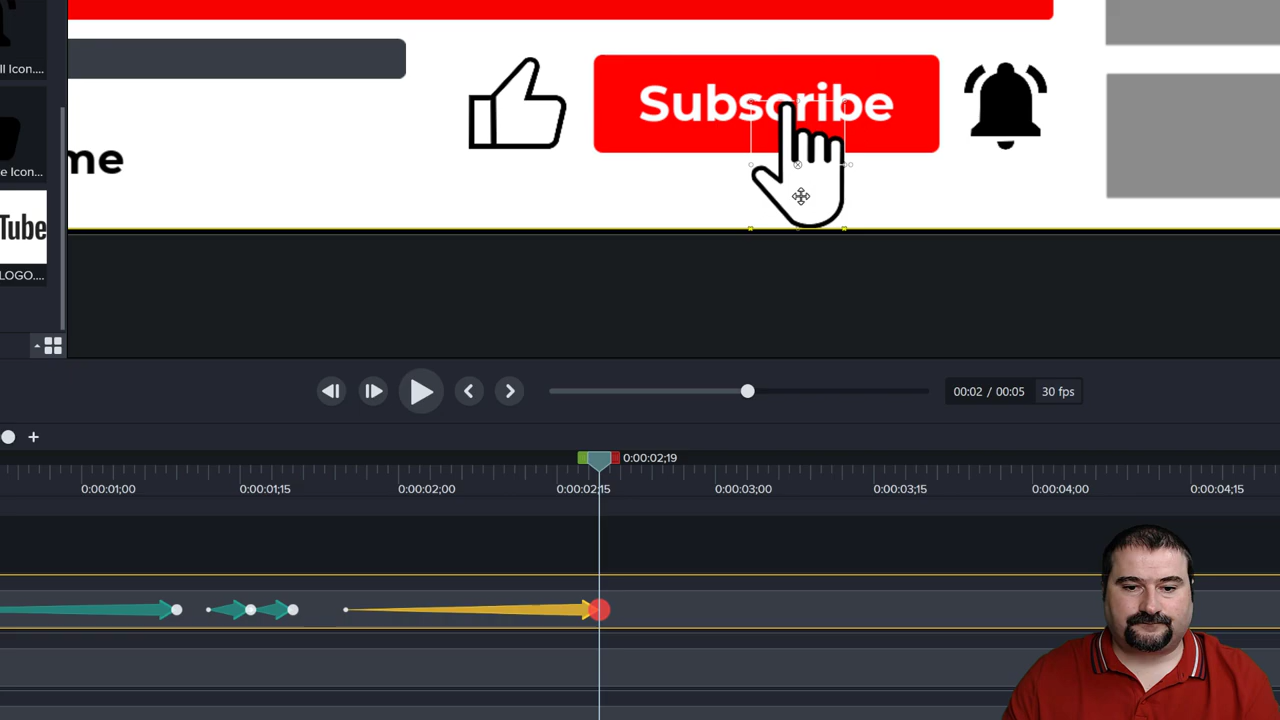 ll Icon....
me
Subscribe
e Icon...
Tube
LOGO....
00:02 / 00:05
30 fps
0:00:02;19
0:00:01;00
0:00:01;15
0:00:02;00
0:00:02;15
0:00:03;00
0:00:03;15
0:00:04;00
0:00:04;15